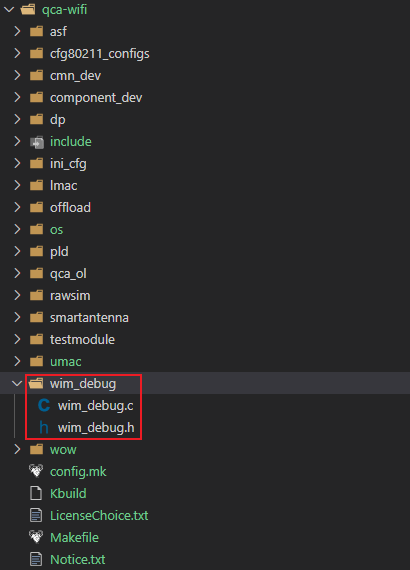 qca-wifi
asf
cfg80211_configs
cmn_dev
component_dev
dp
include
ini_cfg
lmac
offload
os
pld
qca_ol
rawsim
smartantenna
testmodule
umac
wim_debug
C wim_debug.c
h wim_debug.h
wow
config.mk
Kbuild
LicenseChoice.txt
Makefile
Notice.txt